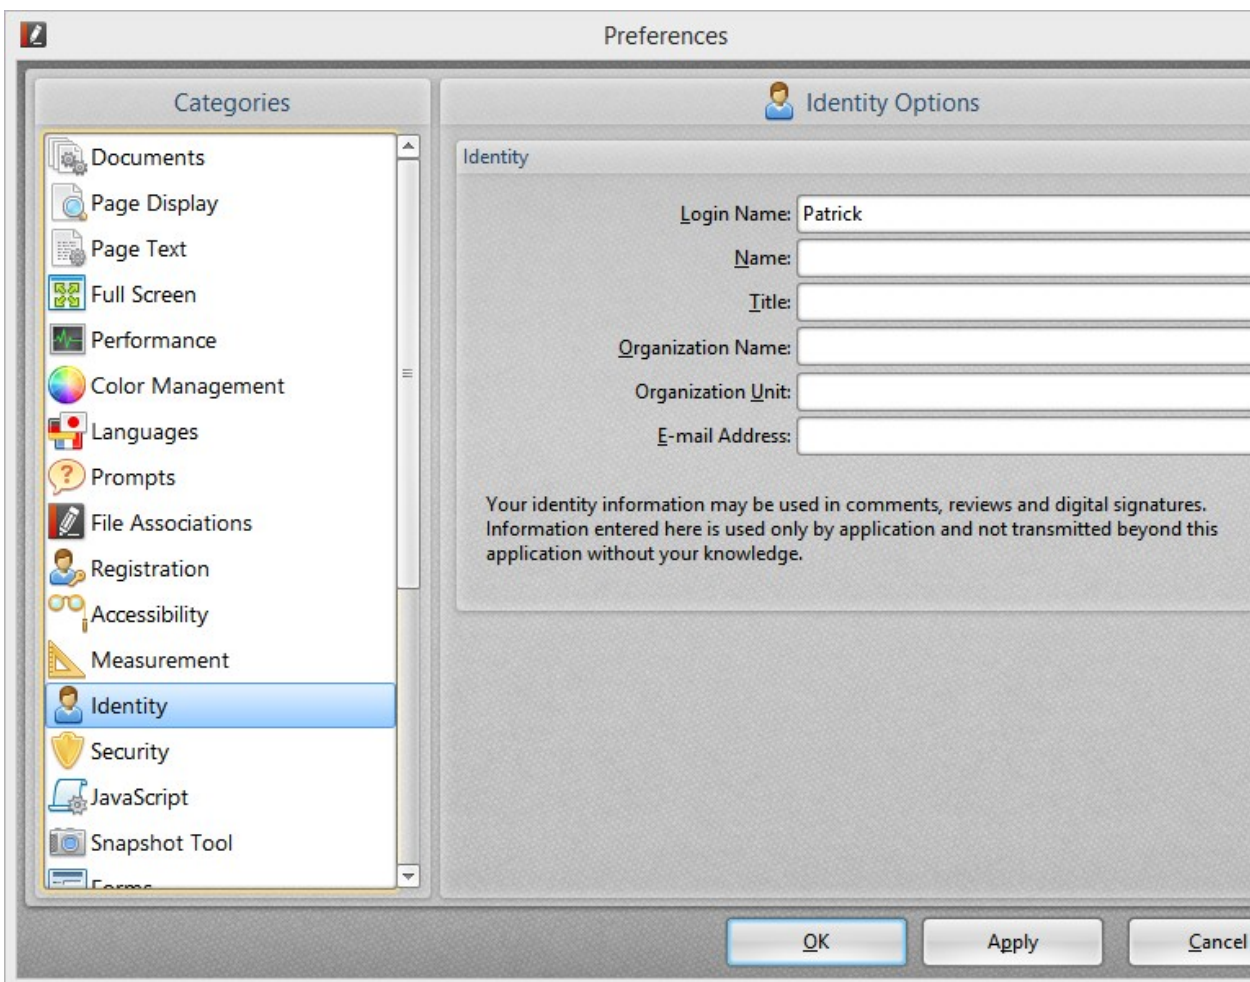 Preferences
Categories
Documents
Page Display
Page Text
Full Screen
Performance
Color Management
Languages
Prompts
File Associations
Registration
Accessibility
Measurement
Identity
Security
JavaScript
Snapshot Tool
Forms
Identity Options
Identity
Login Name: Patrick
Name:
Title:
Organization Name:
Organization Unit:
E-mail Address:
Your identity information may be used in comments, reviews and digital signatures.
Information entered here is used only by application and not transmitted beyond this
application without your knowledge.
OK Apply Cancel